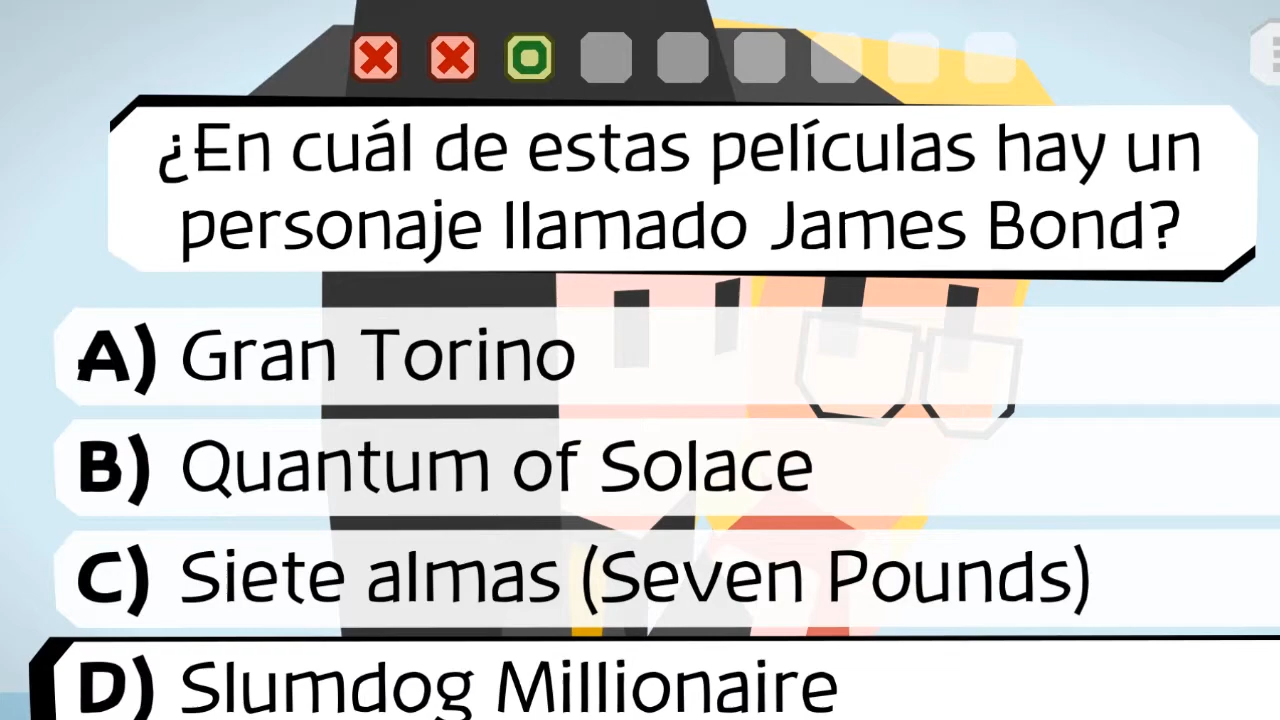 ¿En cuál de estas películas hay un
personaje llamado James Bond?
A) Gran Torino
B) Quantum of Solace
C) Siete almas (Seven Pounds)
D) Slumdog Millionaire